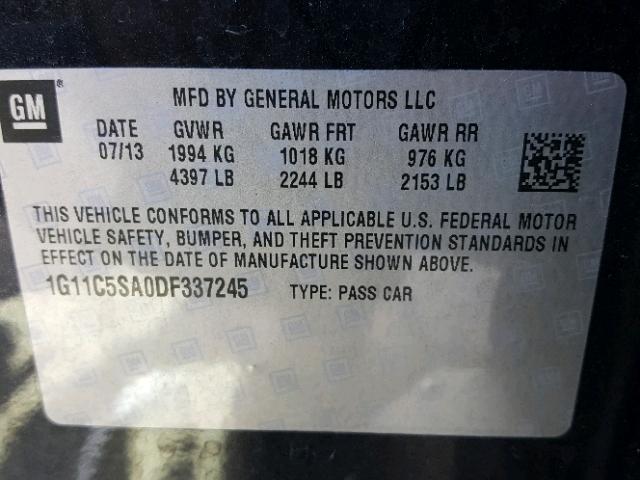 GM ®
MFD BY GENERAL MOTORS LLC
DATE GVWR GAWR FRT GAWR RR
07/13 1994 KG 1018 KG 976 KG
4397 LB 2244 LB 2153 LB
THIS VEHICLE CONFORMS TO ALL APPLICABLE U.S. FEDERAL MOTOR
VEHICLE SAFETY, BUMPER, AND THEFT PREVENTION STANDARDS IN
EFFECT ON THE DATE OF MANUFACTURE SHOWN ABOVE.
1G11C5SA0DF337245 TYPE: PASS CAR